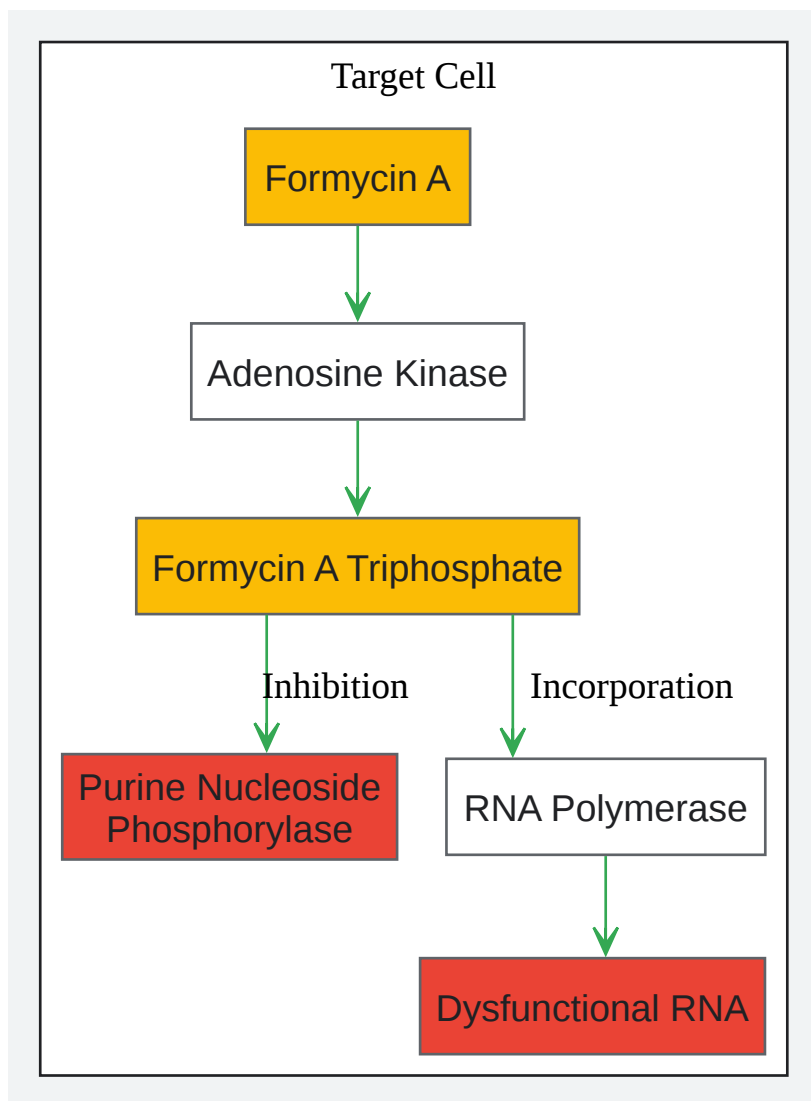 Target Cell
Formycin A
Adenosine Kinase
Formycin A Triphosphate
Inhibition
Incorporation
Purine Nucleoside
Phosphorylase
RNA Polymerase
Dysfunctional RNA